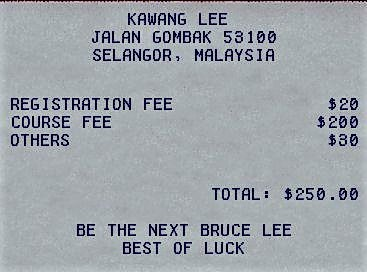 KAWANG LEE
JALAN GOMBAK 53100
SELANGOR, MALAYSIA
REGISTRATION FEE $20
COURSE FEE $200
OTHERS $30
TOTAL: $250.00
BE THE NEXT BRUCE LEE
BEST OF LUCK